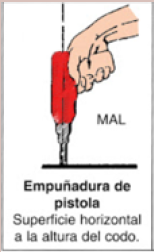 MAL
Empuñadura de
pistola
Superficie horizontal
a la altura del codo.